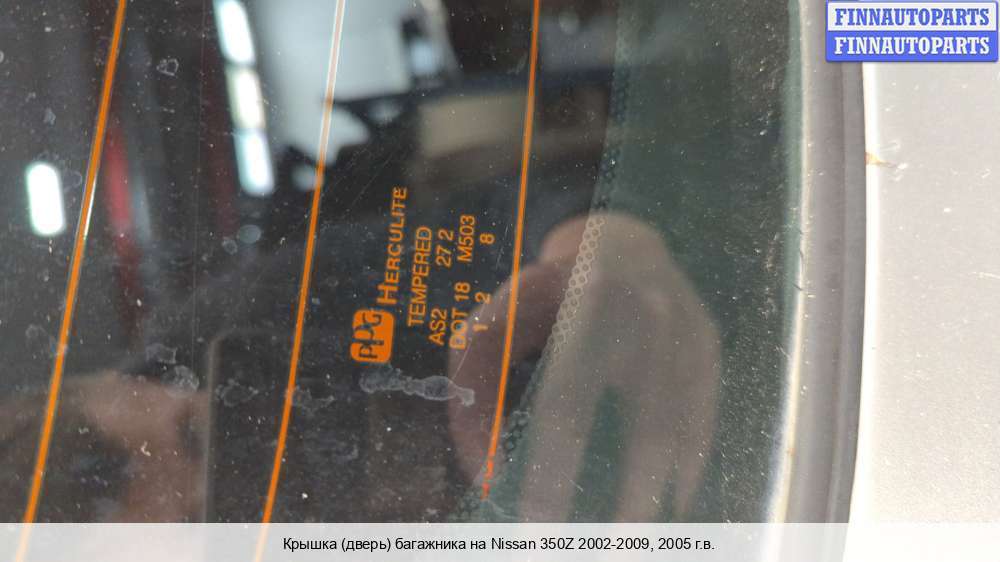 FINNAUTOPARTS
FINNAUTOPARTS
PPG HERCULITE
TEMPERED
AS2 27 2
DOT 18 M503
1 2 8
Крышка (дверь) багажника на Nissan 350Z 2002-2009, 2005 г.в.